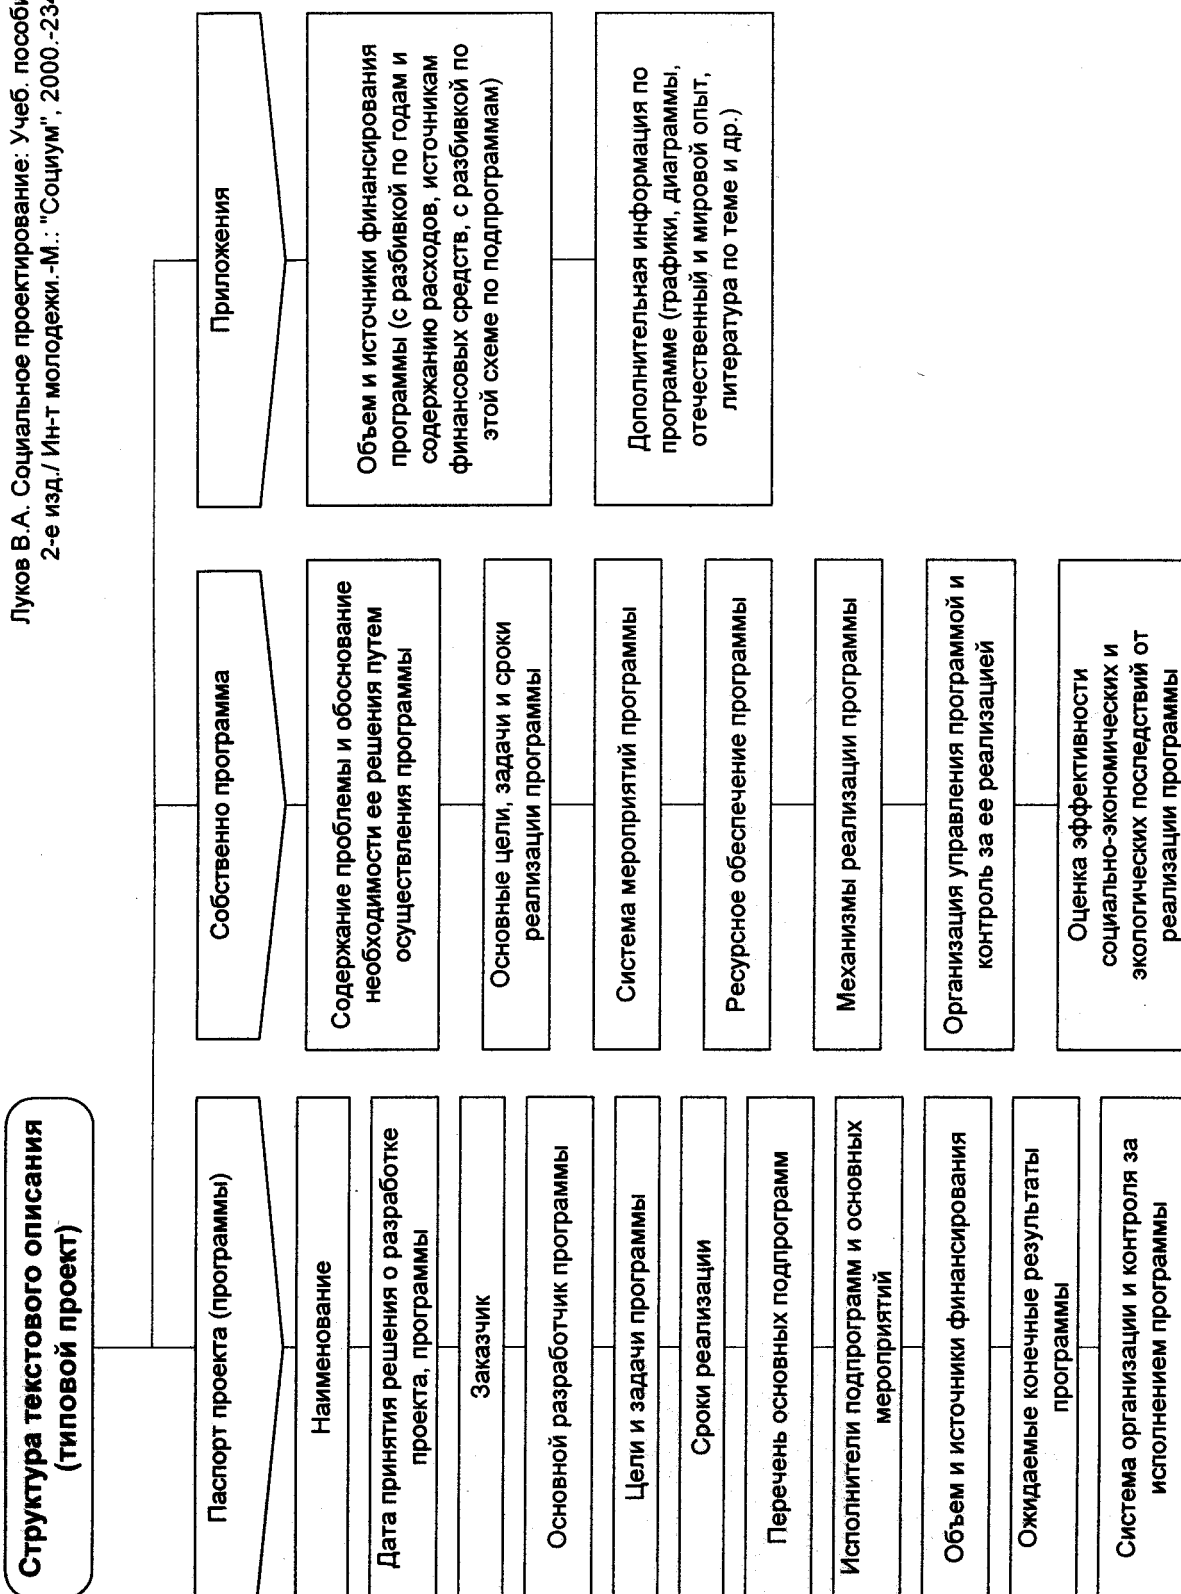 Луков В.А. Социальное проектирование: Учеб. пособи
2-е изд./ Ин-т молодежи.-М.: "Социум", 2000.-234
Структура текстового описания
(типовой проект)
Паспорт проекта (программы)
Наименование
Дата принятия решения о разработке
проекта, программы
Заказчик
Основной разработчик программы
Цели и задачи программы
Сроки реализации
Перечень основных подпрограмм
Исполнители подпрограмм и основных
мероприятий
Объем и источники финансирования
Ожидаемые конечные результаты
программы
Система организации и контроля за
исполнением программы
Собственно программа
Содержание проблемы и обоснование
необходимости ее решения путем
осуществления программы
Основные цели, задачи и сроки
реализации программы
Система мероприятий программы
Ресурсное обеспечение программы
Механизмы реализации программы
Организация управления программой и
контроль за ее реализацией
Оценка эффективности
социально-экономических и
экологических последствий от
реализации программы
Приложения
Объем и источники финансирования
программы (с разбивкой по годам и
содержанию расходов, источникам
финансовых средств, с разбивкой по
этой схеме по подпрограммам)
Дополнительная информация по
программе (графики, диаграммы,
отечественный и мировой опыт,
литература по теме и др.)